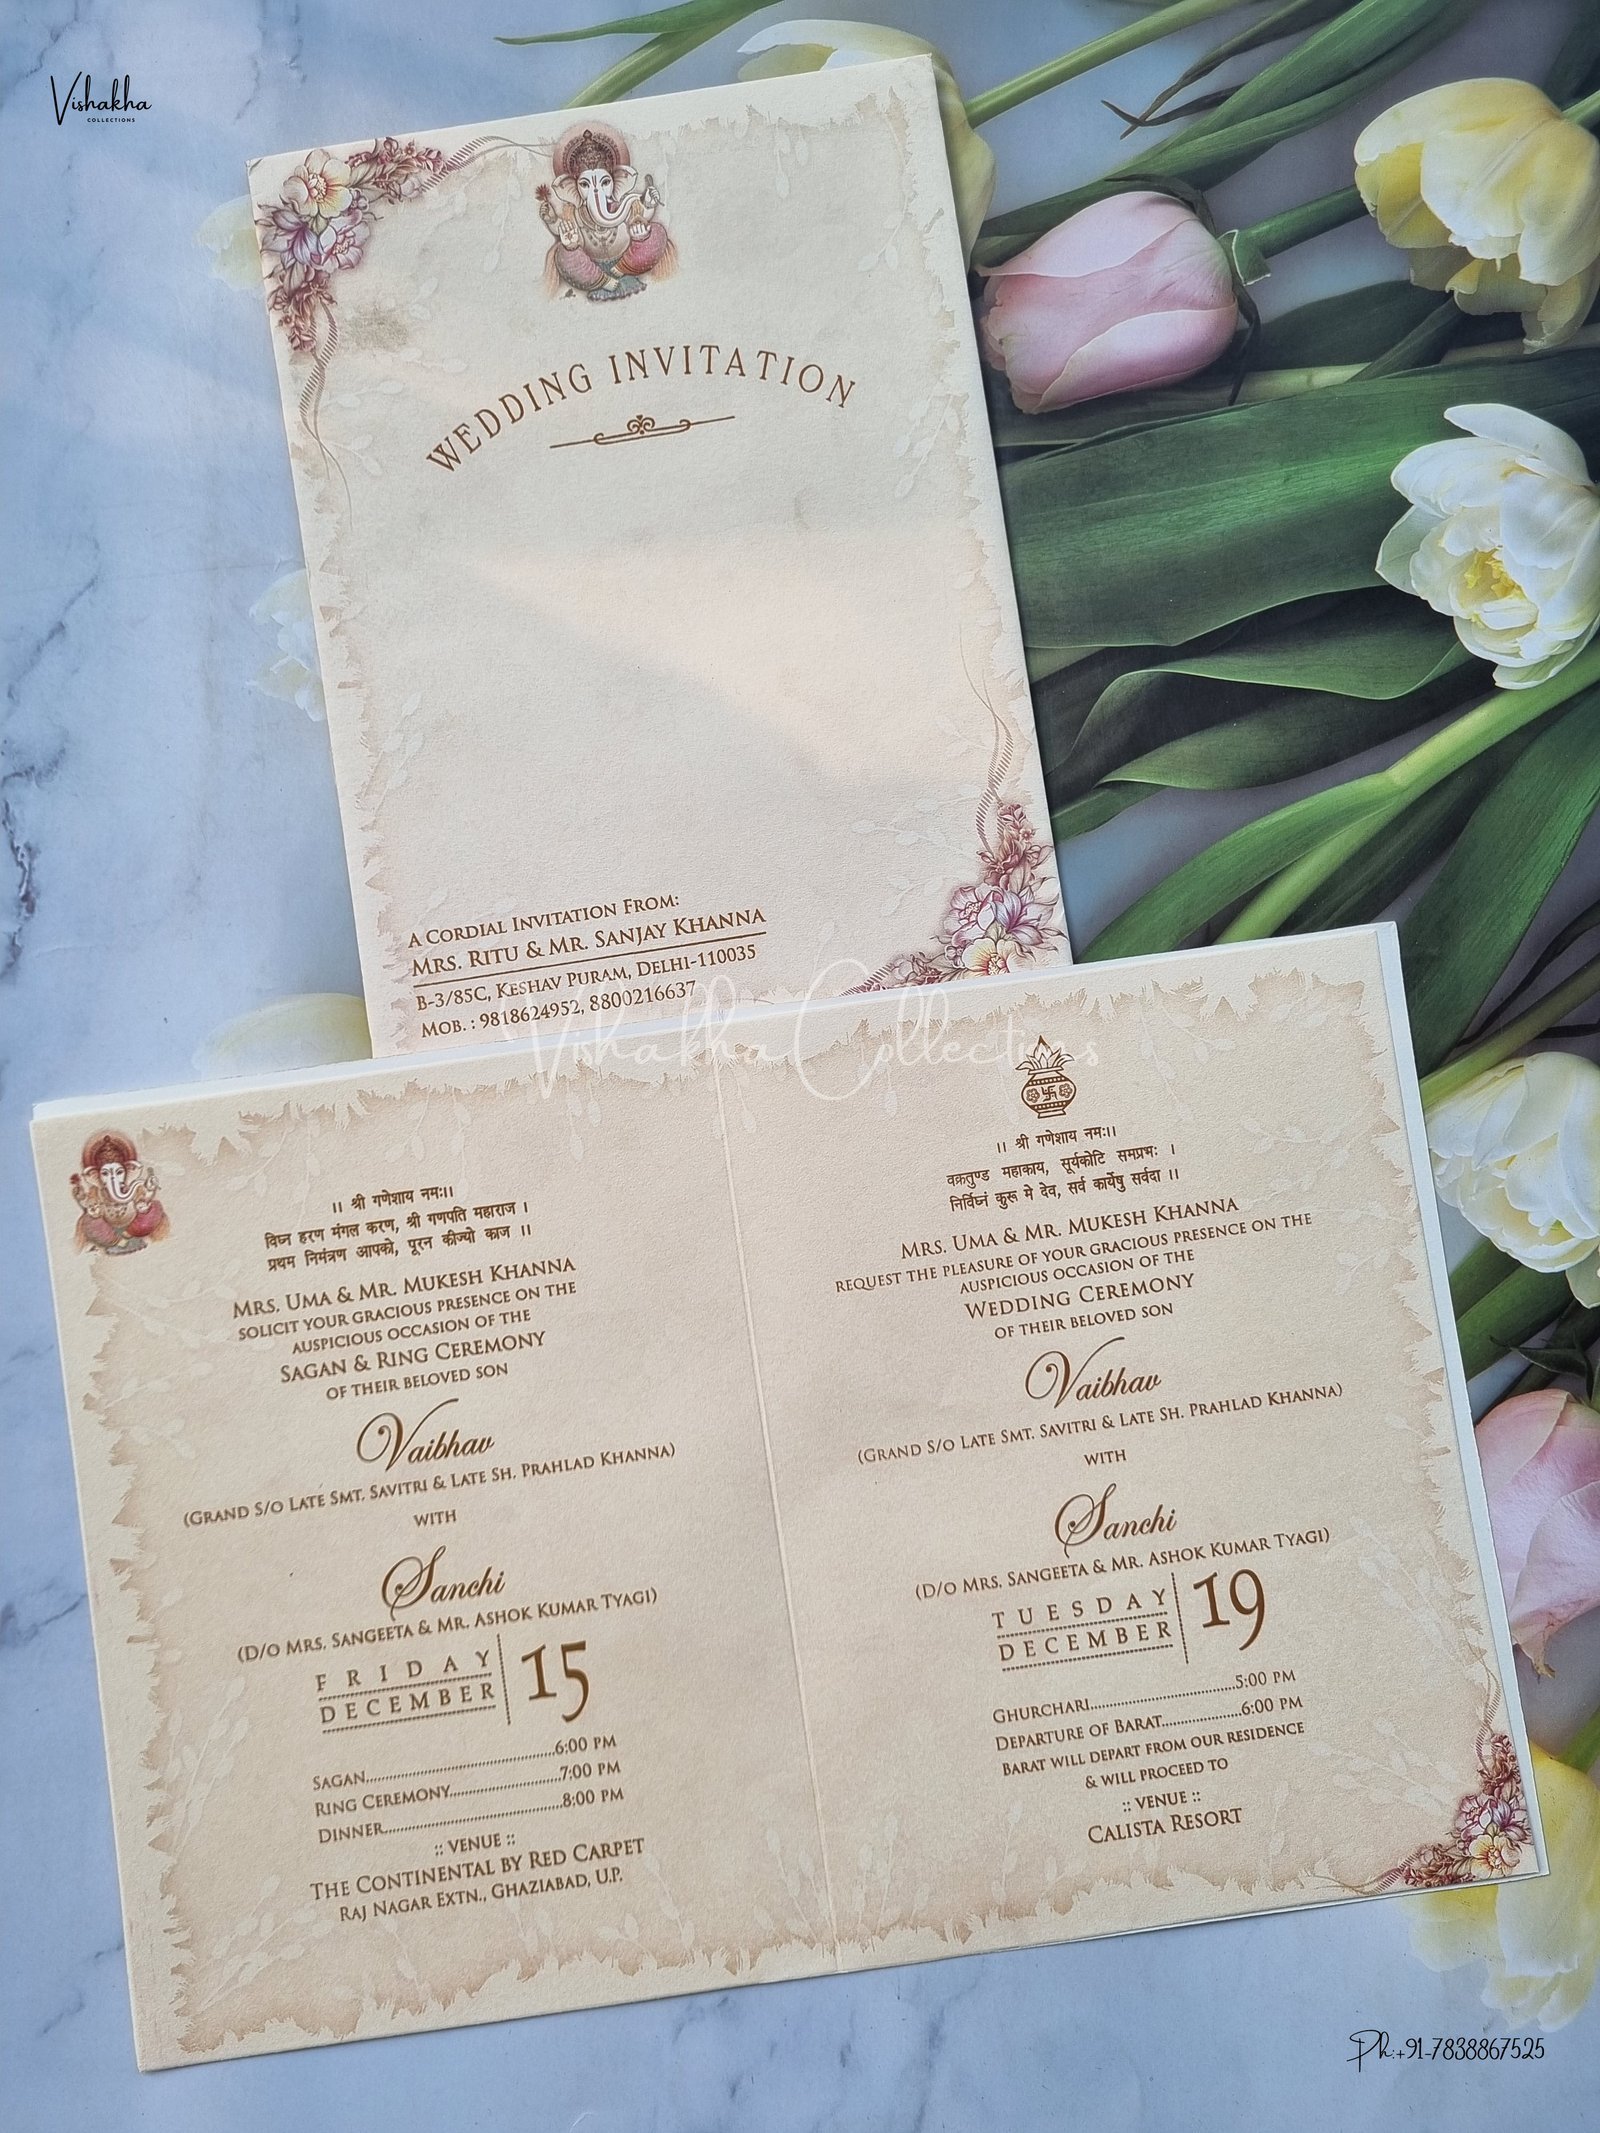 Vishakha
COLLECTIONS
WEDDING INVITATION
A CORDIAL INVITATION FROM:
MRS. RITU & MR. SANJAY KHANNA
B-3/85C, KESHAV PURAM, DELHI-110035
MOB. : 9818624952, 8800216637
Vishakha Collections
।। श्री गणेशाय नमः।।
विघ्न हरण मंगल करण, श्री गणपति महाराज ।
प्रथम निमंत्रण आपको, पूरन कीज्यो काज ।।
MRS. UMA & MR. MUKESH KHANNA
SOLICIT YOUR GRACIOUS PRESENCE ON THE
AUSPICIOUS OCCASION OF THE
SAGAN & RING CEREMONY
OF THEIR BELOVED SON
Vaibhav
(GRAND S/O LATE SMT. SAVITRI & LATE SH. PRAHLAD KHANNA)
WITH
Sanchi
(D/O MRS. SANGEETA & MR. ASHOK KUMAR TYAGI)
FRIDAY
DECEMBER
15
SAGAN..........................................6:00 PM
RING CEREMONY........................7:00 PM
DINNER.......................................8:00 PM
:: VENUE ::
THE CONTINENTAL BY RED CARPET
RAJ NAGAR EXTN., GHAZIABAD, U.P.
।। श्री गणेशाय नमः।।
वक्रतुण्ड महाकाय, सूर्यकोटि समप्रभः ।
निर्विघ्नं कुरू मे देव, सर्व कार्येषु सर्वदा ।।
MRS. UMA & MR. MUKESH KHANNA
REQUEST THE PLEASURE OF YOUR GRACIOUS PRESENCE ON THE
AUSPICIOUS OCCASION OF THE
WEDDING CEREMONY
OF THEIR BELOVED SON
Vaibhav
(GRAND S/O LATE SMT. SAVITRI & LATE SH. PRAHLAD KHANNA)
WITH
Sanchi
(D/O MRS. SANGEETA & MR. ASHOK KUMAR TYAGI)
TUESDAY
DECEMBER
19
GHURCHARI.................................5:00 PM
DEPARTURE OF BARAT..................6:00 PM
BARAT WILL DEPART FROM OUR RESIDENCE
& WILL PROCEED TO
:: VENUE ::
CALISTA RESORT
Ph:+91-7838867525